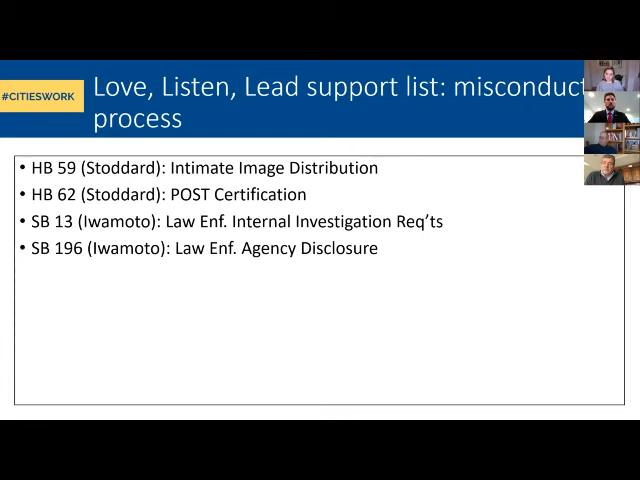 #CITIESWORK
Love, Listen, Lead support list: misconduct
process
• HB 59 (Stoddard): Intimate Image Distribution
• HB 62 (Stoddard): POST Certification
• SB 13 (Iwamoto): Law Enf. Internal Investigation Req'ts
• SB 196 (Iwamoto): Law Enf. Agency Disclosure